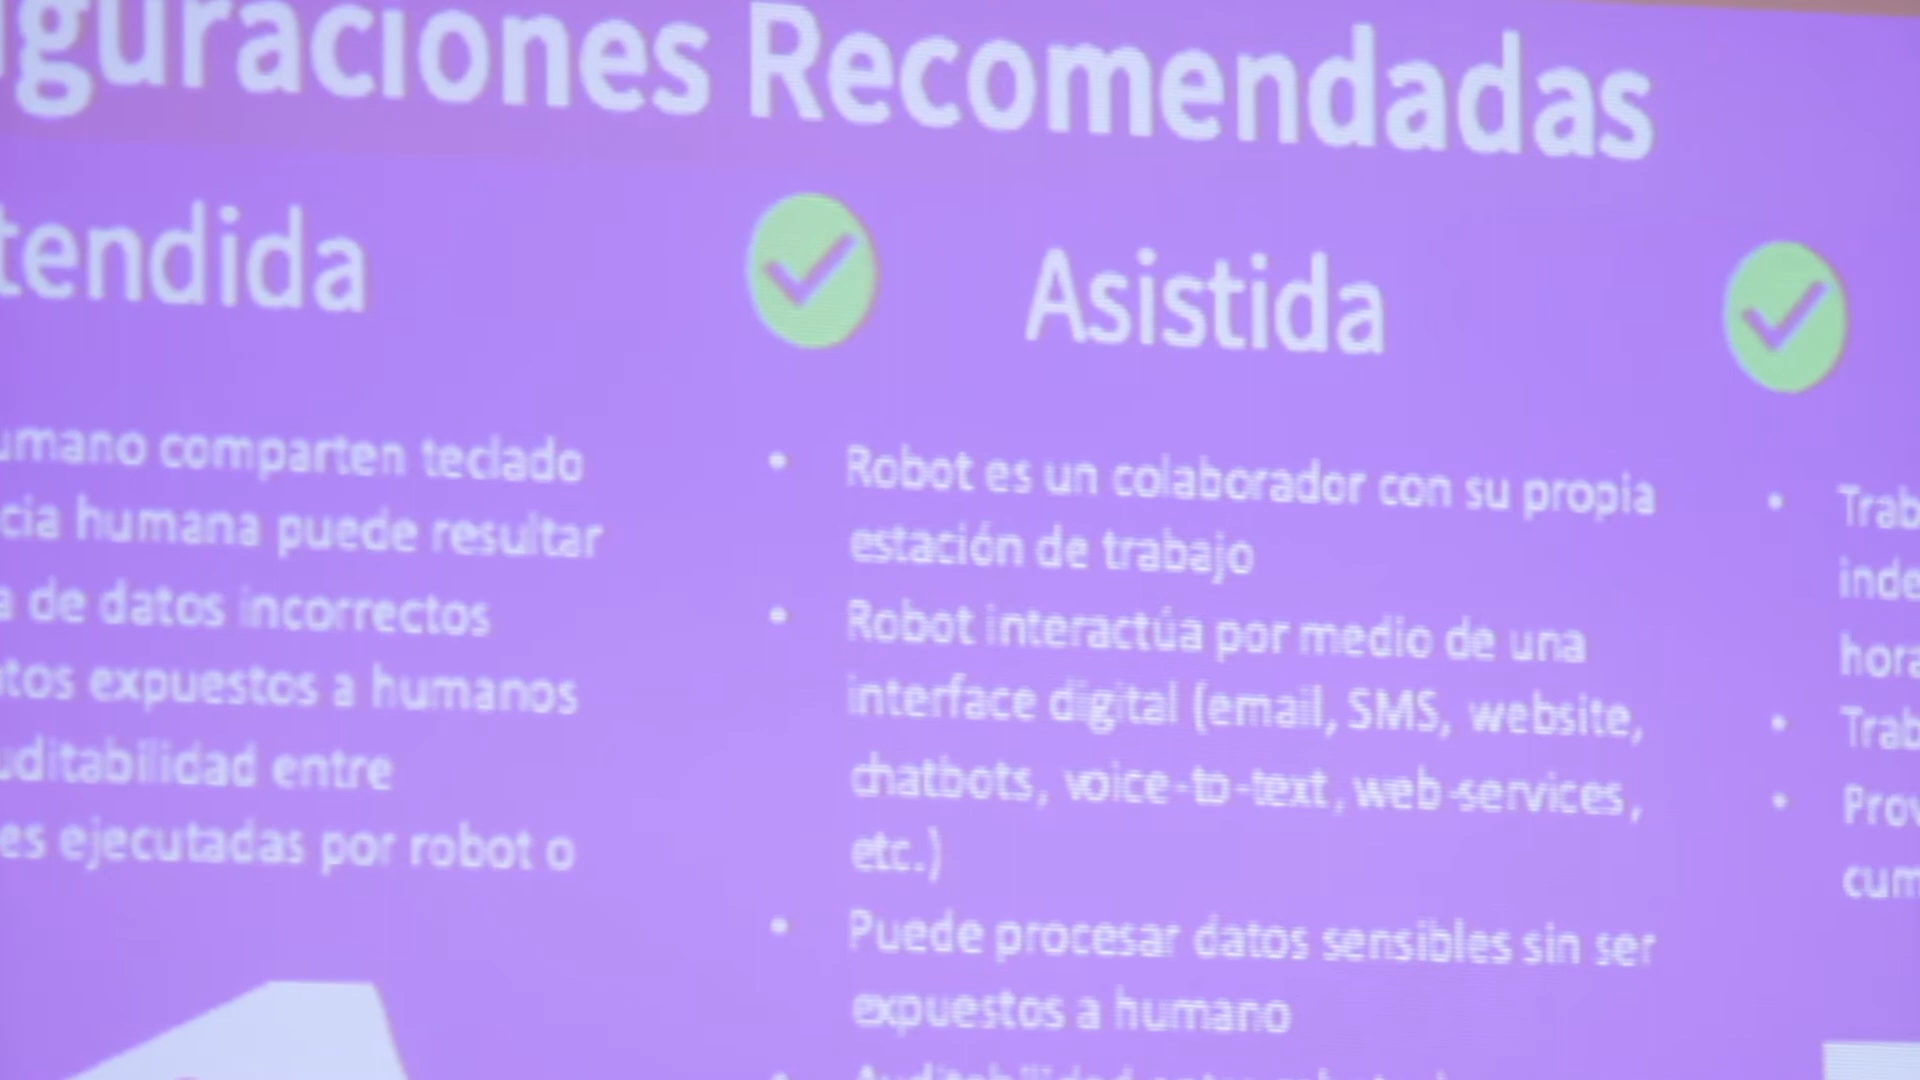 guraciones Recomendadas
tendida
umano comparten teclado
cia humana puede resultar
a de datos incorrectos
tos expuestos a humanos
uditabilidad entre
es ejecutadas por robot o
Asistida
• Robot es un colaborador con su propia
estación de trabajo
• Robot interactúa por medio de una
interface digital (email, SMS, website,
chatbots, voice-to-text, web-services,
etc.)
• Puede procesar datos sensibles sin ser
expuestos a humano
• Trab
inde
hora
• Trab
• Prov
cum